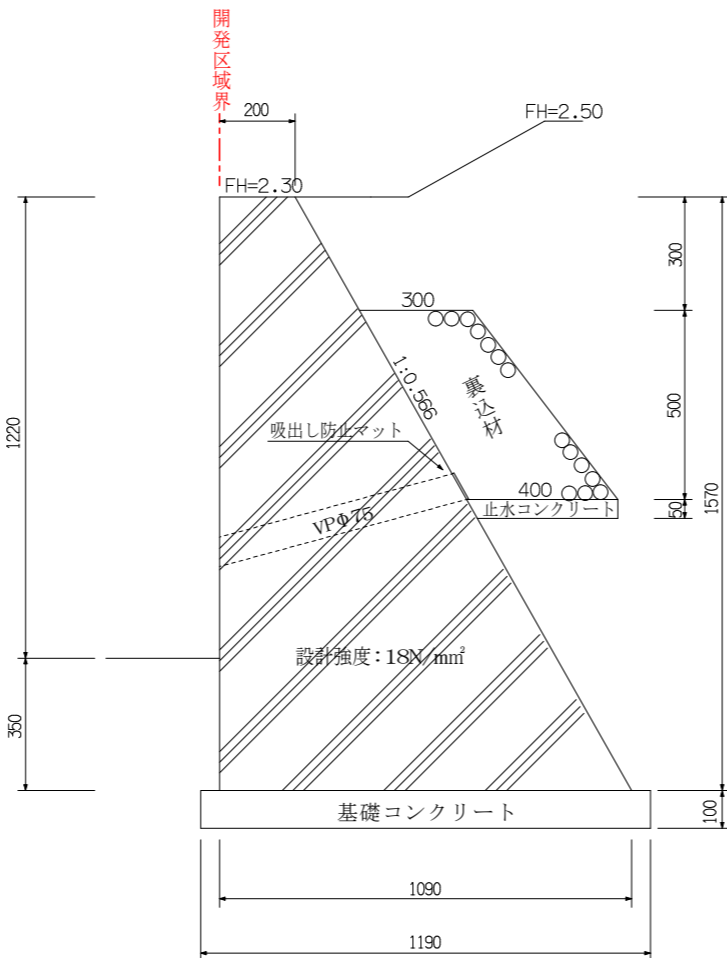 開発区域界
200
FH=2.50
FH=2.30
300
300
1:0.566
裏込材
500
1220
吸出し防止マット
400
止水コンクリート
50
VPΦ75
1570
設計強度:18N/mm²
350
基礎コンクリート
100
1090
1190